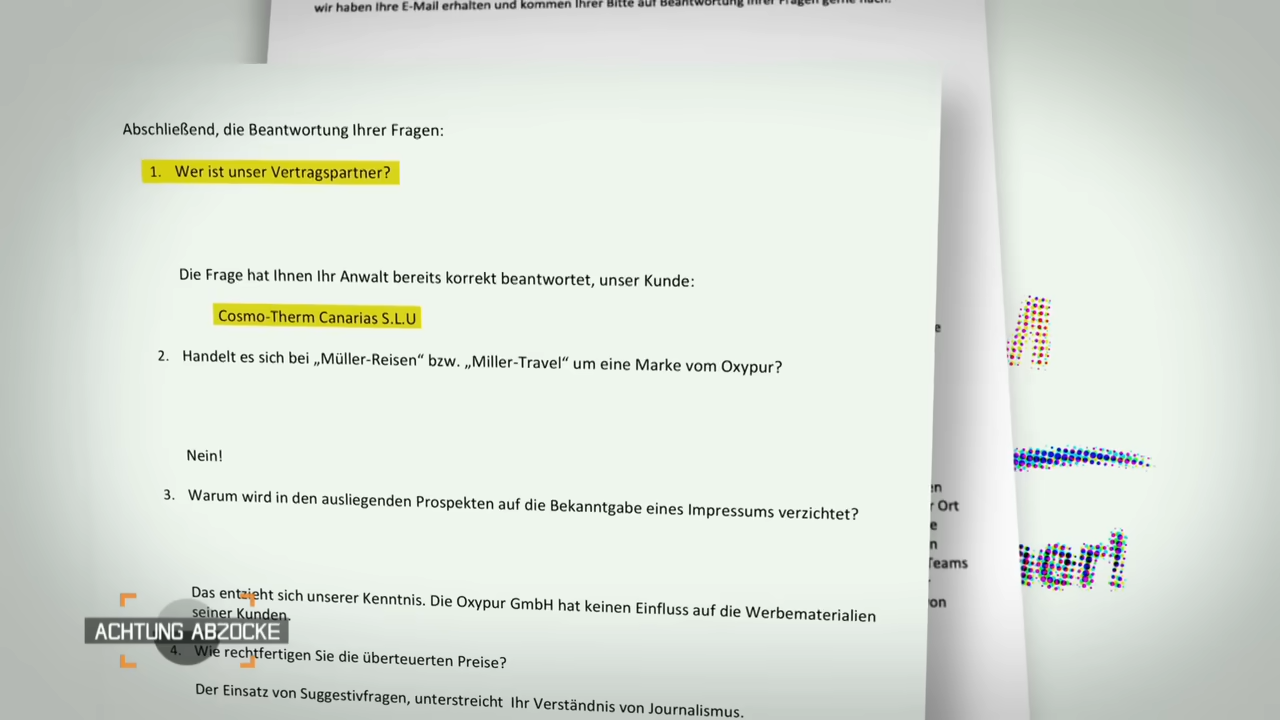 wir haben Ihre E-Mail erhalten und kommen Ihrer Bitte auf Beantwortung Ihrer Fragen gerne nach.
Abschließend, die Beantwortung Ihrer Fragen:
1. Wer ist unser Vertragspartner?
Die Frage hat Ihnen Ihr Anwalt bereits korrekt beantwortet, unser Kunde:
Cosmo-Therm Canarias S.L.U
2. Handelt es sich bei „Müller-Reisen“ bzw. „Miller-Travel“ um eine Marke vom Oxypur?
Nein!
3. Warum wird in den ausliegenden Prospekten auf die Bekanntgabe eines Impressums verzichtet?
Das entzieht sich unserer Kenntnis. Die Oxypur GmbH hat keinen Einfluss auf die Werbematerialien
seiner Kunden.
4. Wie rechtfertigen Sie die überteuerten Preise?
Der Einsatz von Suggestivfragen, unterstreicht Ihr Verständnis von Journalismus.
ACHTUNG ABZOCKE
Ort